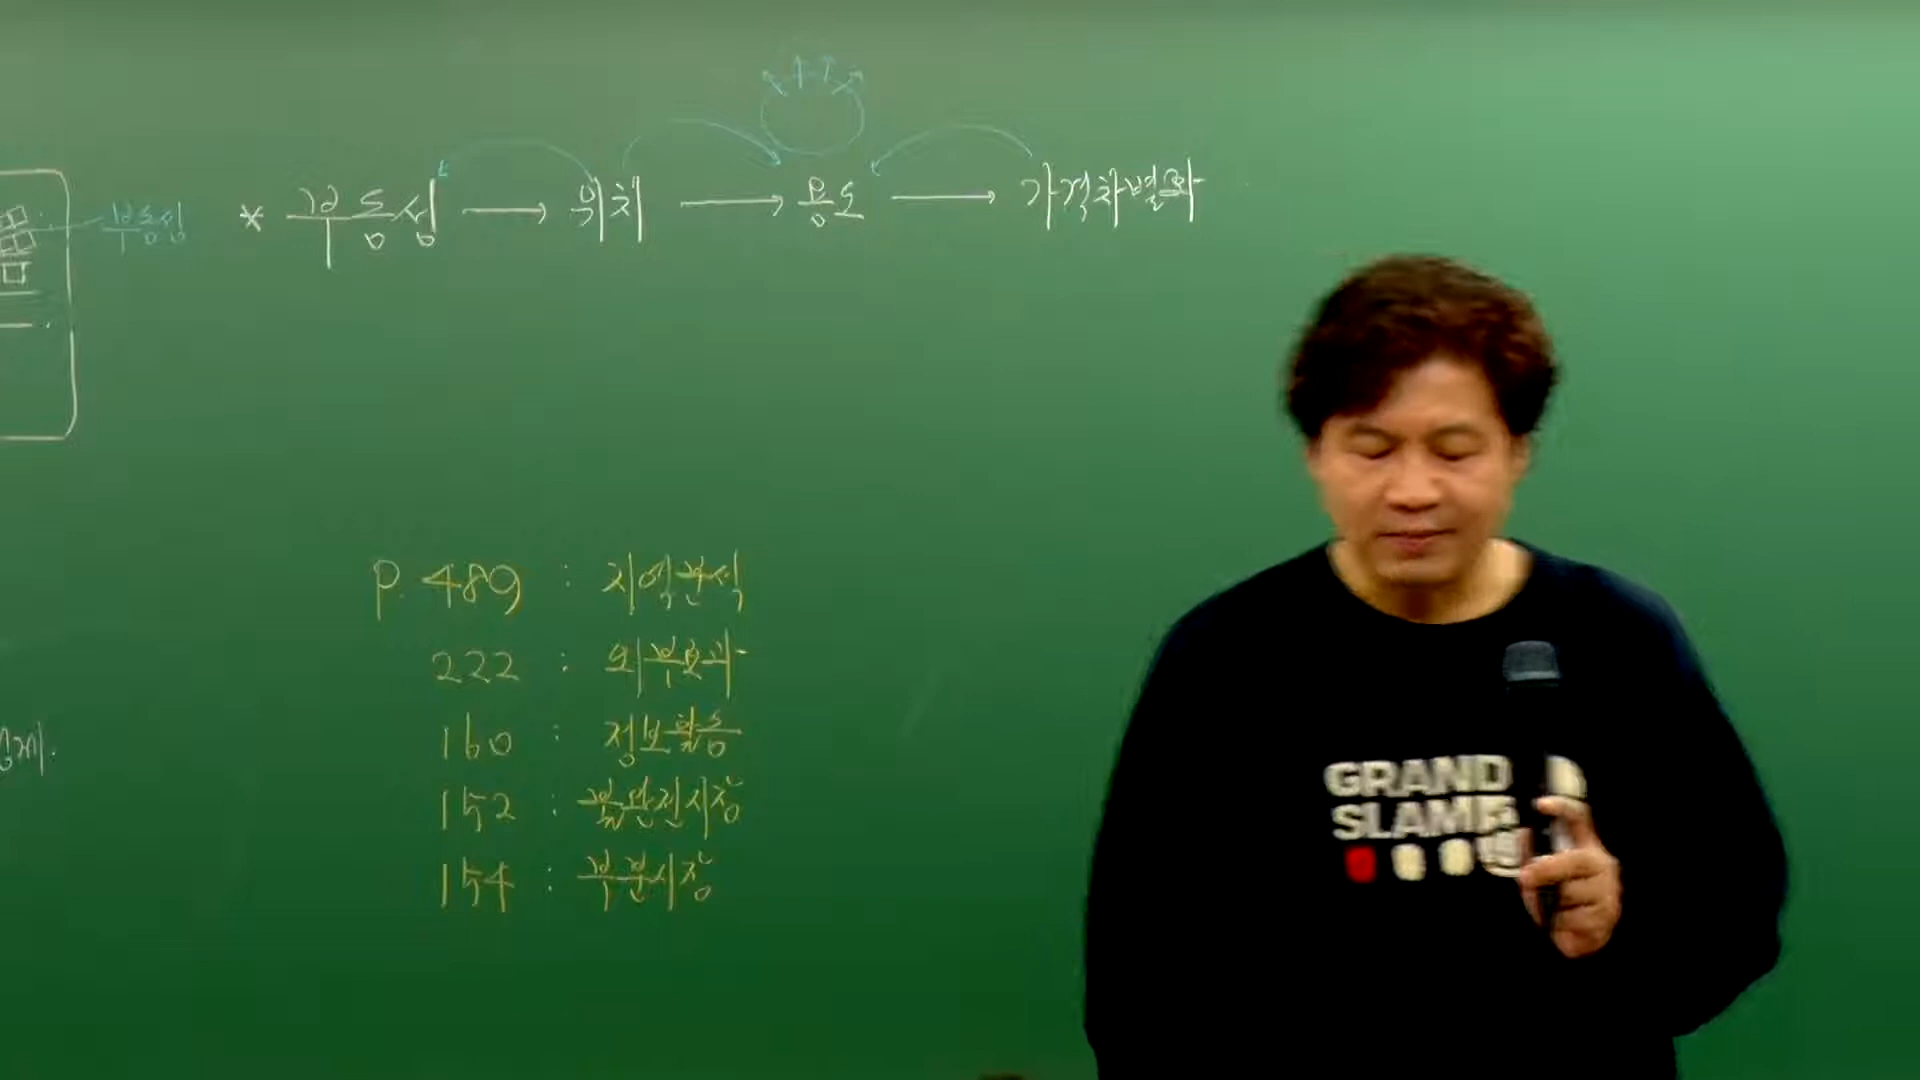 부동성
* 부동성 → 위치 → 용도 → 가격차별화
P. 489 : 지역분석
222 : 외부효과
160 : 정보활동
152 : 불완전시장
154 : 부분시장
GRAND
SLAM